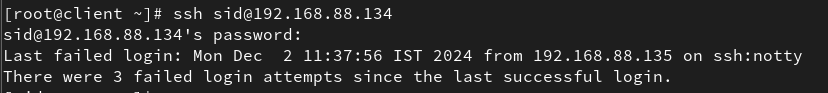 [root@client ~]# ssh sid@192.168.88.134
sid@192.168.88.134's password:
Last failed login: Mon Dec  2 11:37:56 IST 2024 from 192.168.88.135 on ssh:notty
There were 3 failed login attempts since the last successful login.